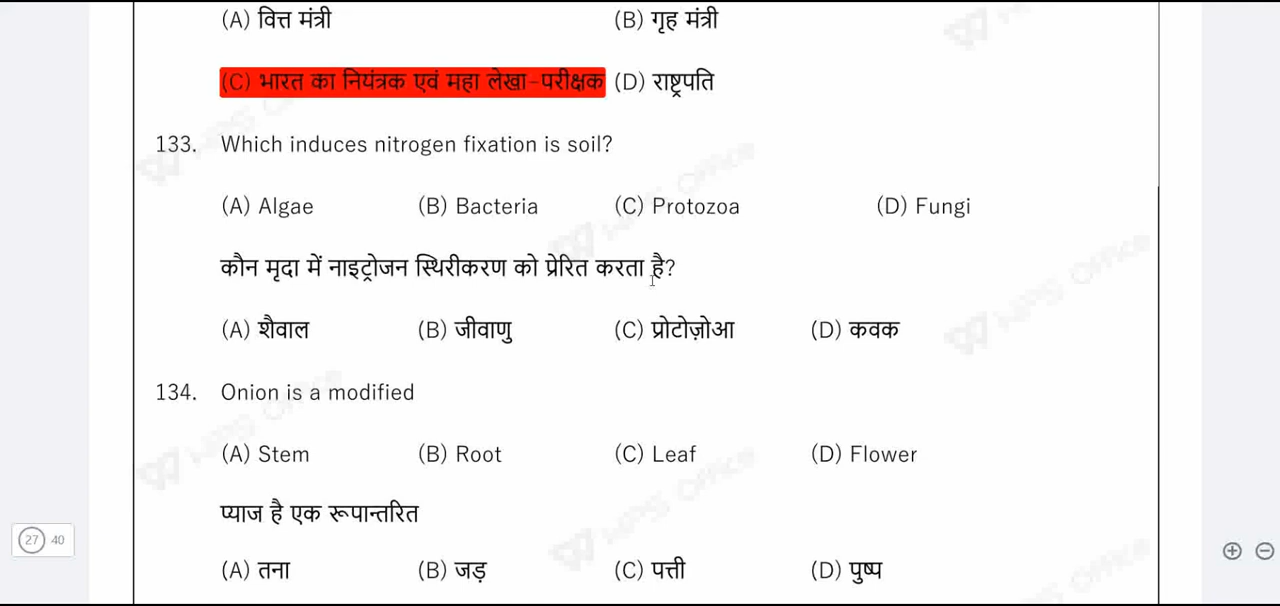 (A) वित्त मंत्री (B) गृह मंत्री
(C) भारत का नियंत्रक एवं महा लेखा-परीक्षक (D) राष्ट्रपति
133. Which induces nitrogen fixation is soil?
(A) Algae (B) Bacteria (C) Protozoa (D) Fungi
कौन मृदा में नाइट्रोजन स्थिरीकरण को प्रेरित करता है?
(A) शैवाल (B) जीवाणु (C) प्रोटोज़ोआ (D) कवक
134. Onion is a modified
(A) Stem (B) Root (C) Leaf (D) Flower
प्याज है एक रूपान्तरित
27 40
(A) तना (B) जड़ (C) पत्ती (D) पुष्प